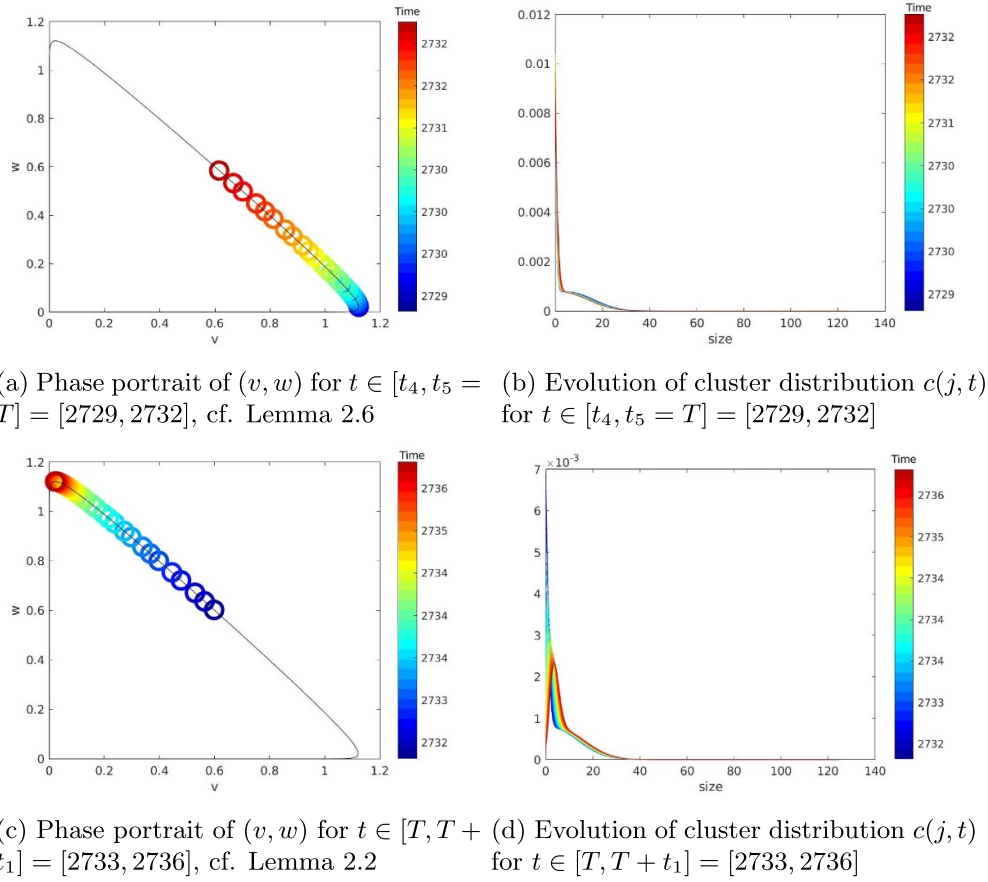 1.2
1
0.8
0.6
0.4
0.2
0
w
0 0.2 0.4 0.6 0.8 1 1.2
v
Time
2732
2732
2731
2730
2730
2730
2729
0.012
0.01
0.008
0.006
0.004
0.002
0
0 20 40 60 80 100 120 140
size
Time
2732
2732
2731
2730
2730
2730
2729
(a) Phase portrait of (v, w) for t ∈ [t₄, t₅ =
T] = [2729, 2732], cf. Lemma 2.6
(b) Evolution of cluster distribution c(j, t)
for t ∈ [t₄, t₅ = T] = [2729, 2732]
1.2
1
0.8
0.6
0.4
0.2
0
w
0 0.2 0.4 0.6 0.8 1 1.2
v
Time
2736
2735
2734
2734
2734
2733
2732
×10⁻³
7
6
5
4
3
2
1
0
0 20 40 60 80 100 120 140
size
Time
2736
2735
2734
2734
2734
2733
2732
(c) Phase portrait of (v, w) for t ∈ [T, T +
t₁] = [2733, 2736], cf. Lemma 2.2
(d) Evolution of cluster distribution c(j, t)
for t ∈ [T, T + t₁] = [2733, 2736]